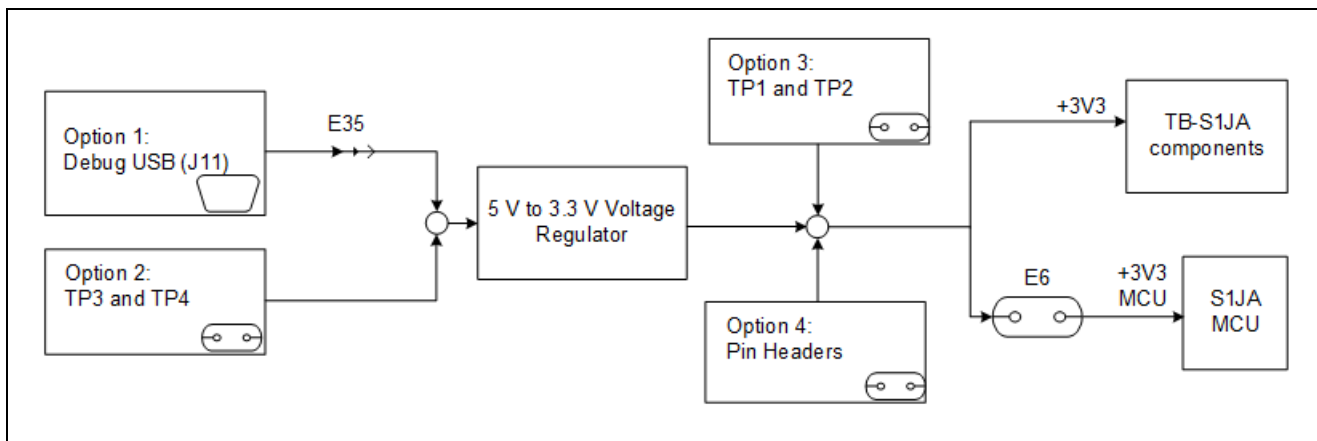 Option 1:
Debug USB (J11)
E35
Option 2:
TP3 and TP4
5 V to 3.3 V Voltage
Regulator
Option 3:
TP1 and TP2
Option 4:
Pin Headers
+3V3
TB-S1JA
components
E6
+3V3
MCU
S1JA
MCU